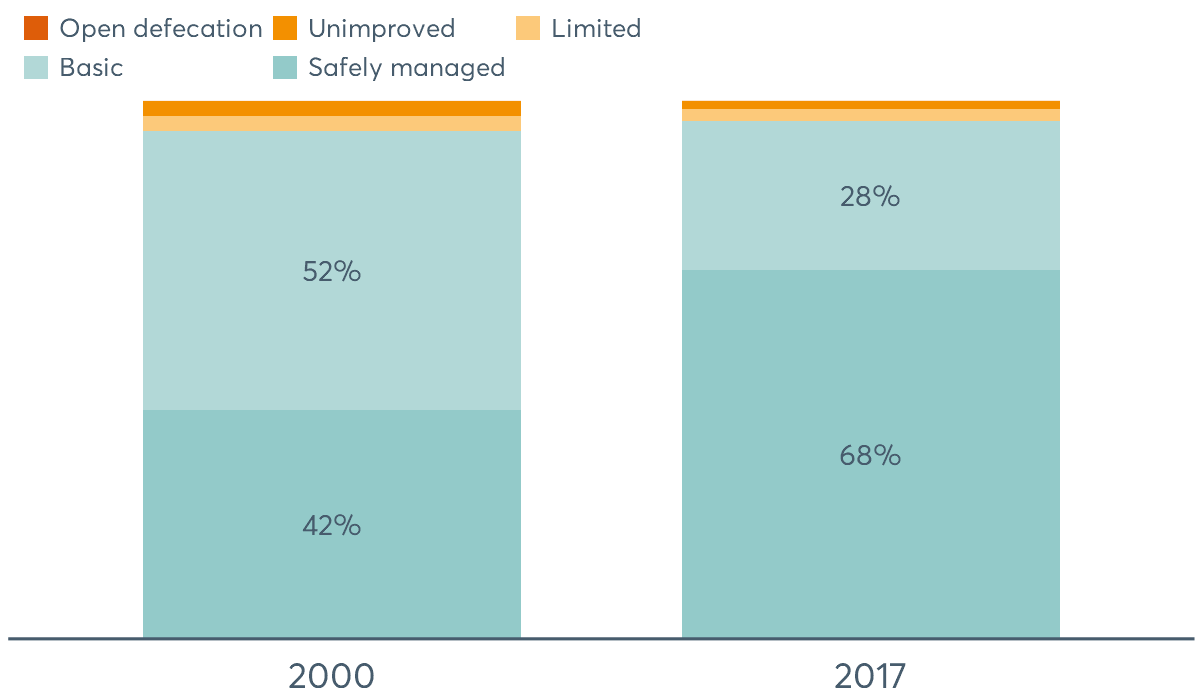 Open defecation Unimproved Limited
Basic Safely managed
28%
52%
68%
42%
2000 2017